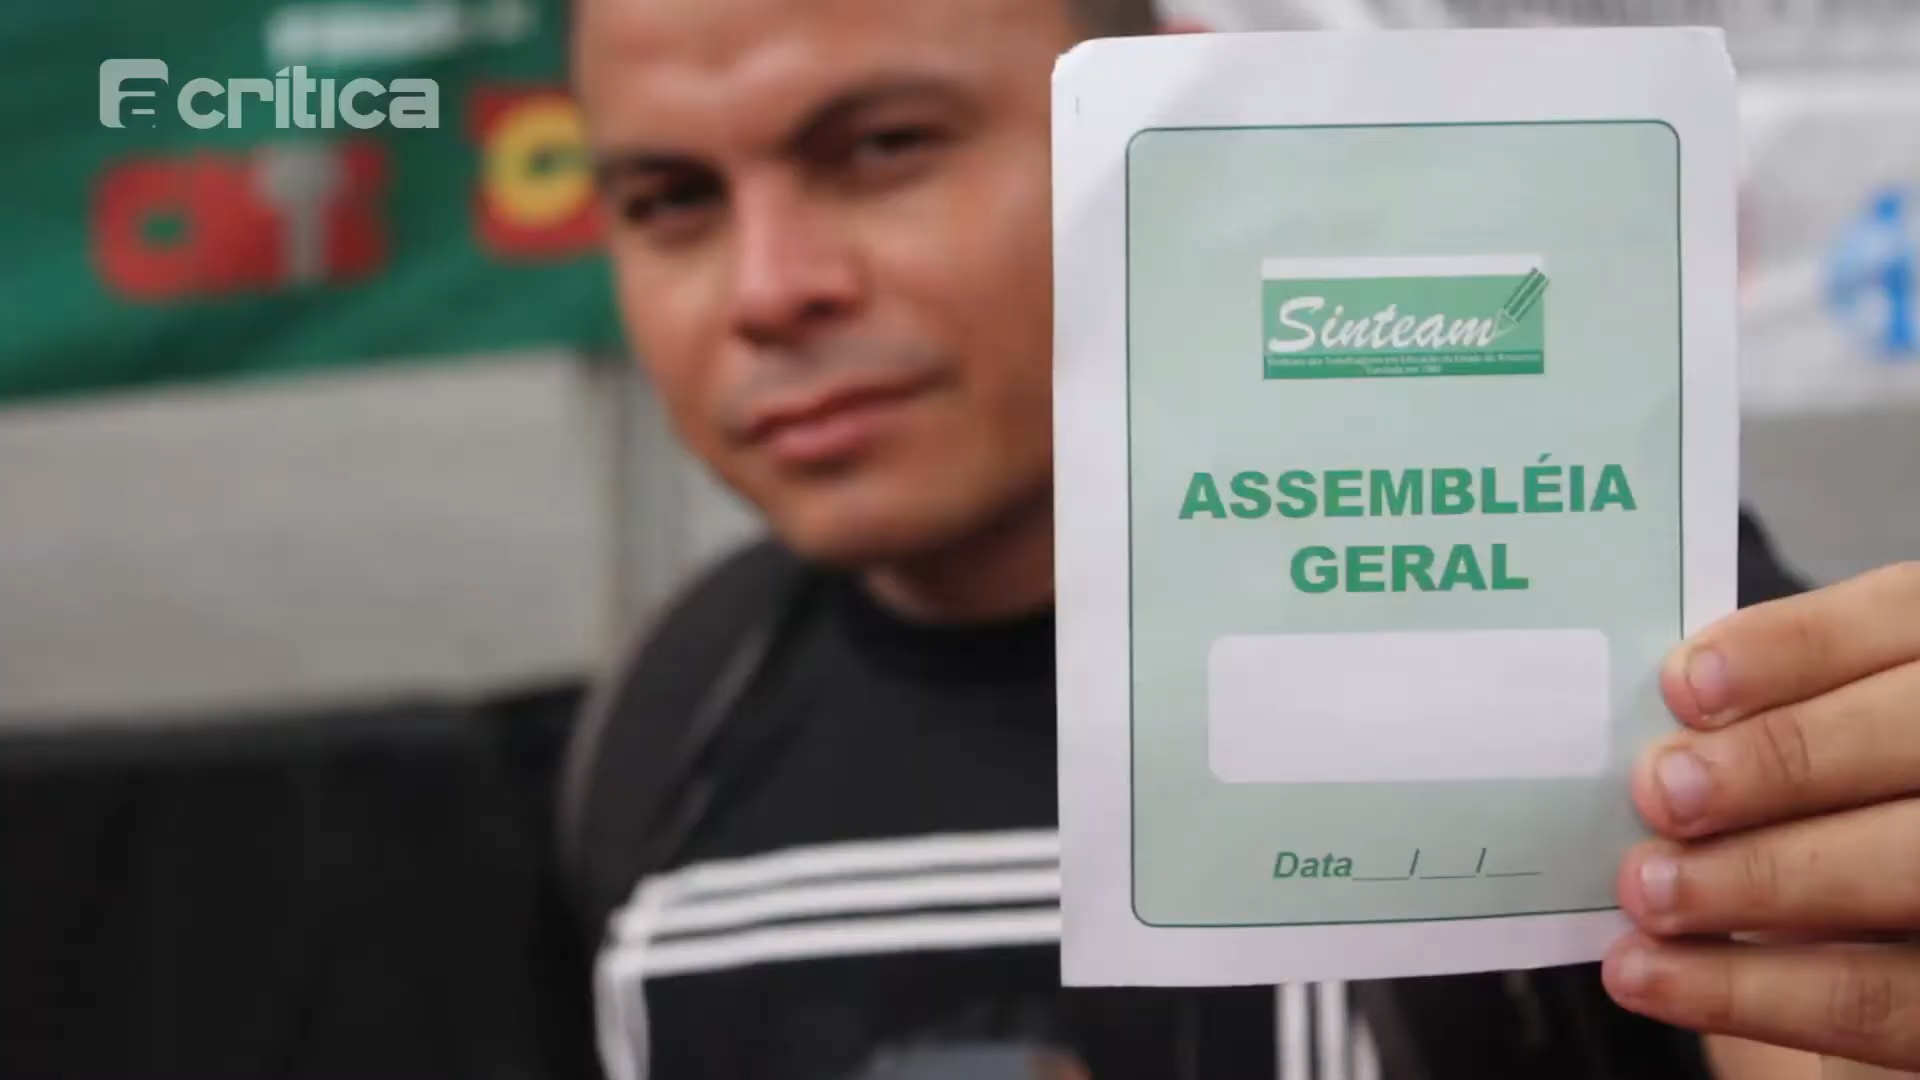 a crítica
Sinteam
ASSEMBLÉIA
GERAL
Data___/___/___